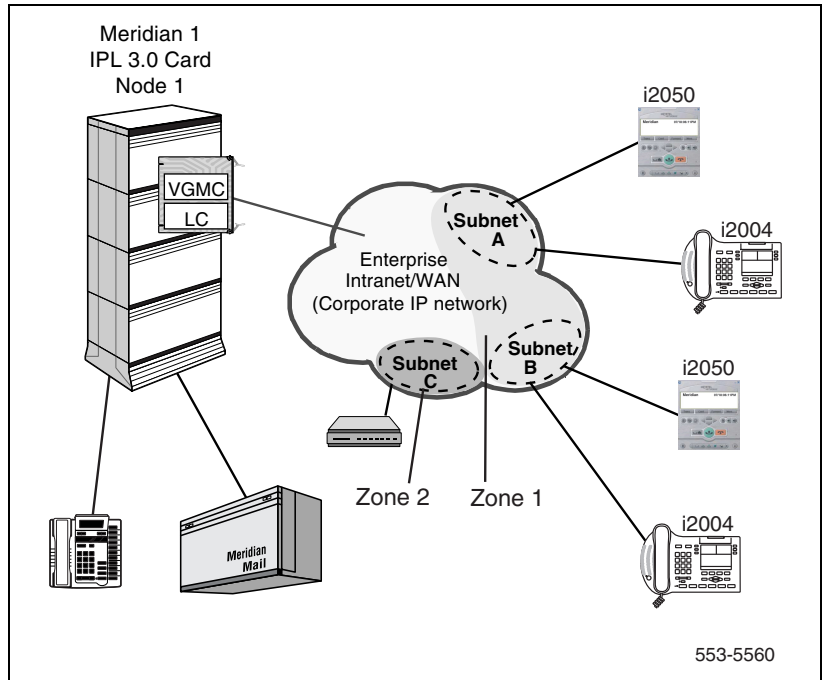 Meridian 1
IPL 3.0 Card
Node 1
VGMC
LC
Enterprise
Intranet/WAN
(Corporate IP network)
Subnet
A
Subnet
B
Subnet
C
Zone 2
Zone 1
i2050
i2004
i2050
i2004
Meridian
Mail
Meridian
Meridian
553-5560